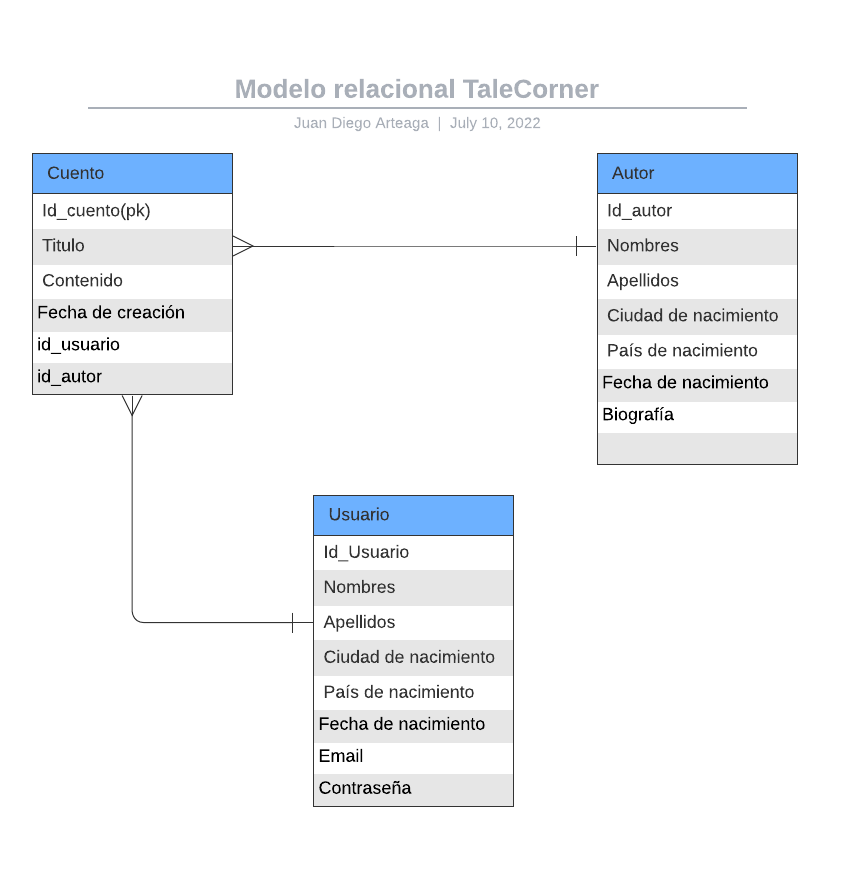 Modelo relacional TaleCorner
Juan Diego Arteaga | July 10, 2022
Cuento
Id_cuento(pk)
Titulo
Contenido
Fecha de creación
id_usuario
id_autor
Autor
Id_autor
Nombres
Apellidos
Ciudad de nacimiento
País de nacimiento
Fecha de nacimiento
Biografía
Usuario
Id_Usuario
Nombres
Apellidos
Ciudad de nacimiento
País de nacimiento
Fecha de nacimiento
Email
Contraseña